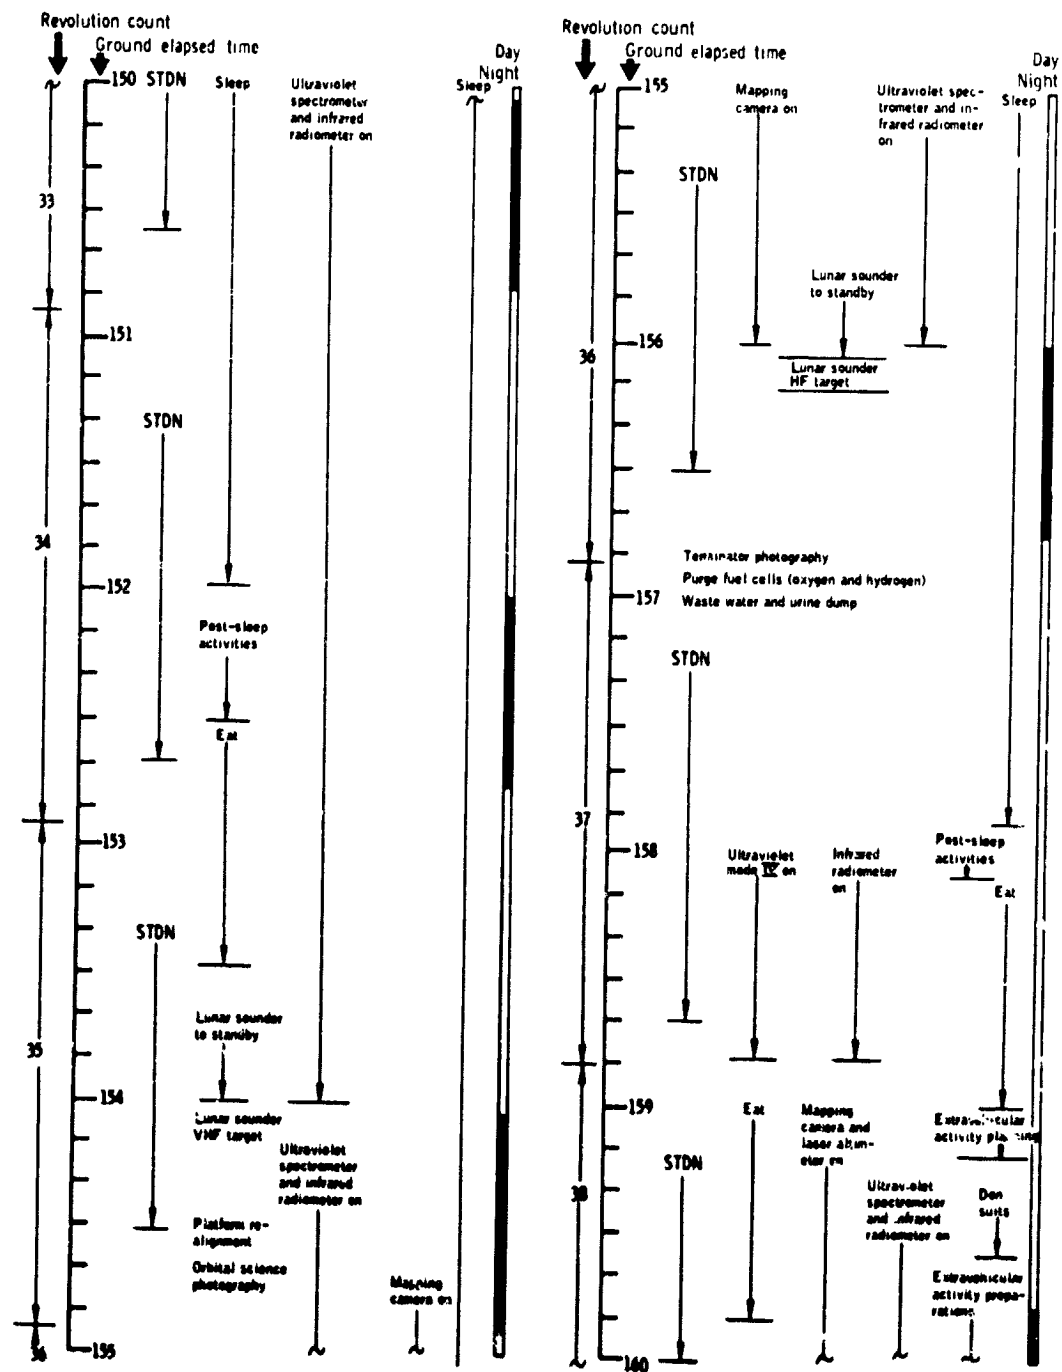 Revolution count
Ground elapsed time
150
STDN
Sleep
Ultraviolet
spectrometer
and infrared
radiometer on
Sleep
Day
Night
33
151
STDN
34
152
Post-sleep
activities
Eat
153
STDN
Lunar sounder
to standby
35
154
Lunar sounder
VHF target
Ultraviolet
spectrometer
and infrared
radiometer on
Platform re-
alignment
Orbital science
photography
Mapping
camera on
36
155
Revolution count
Ground elapsed time
155
Mapping
camera on
Ultraviolet spec-
trometer and in-
frared radiometer
on
Sleep
Day
Night
STDN
Lunar sounder
to standby
36
156
Lunar sounder
HF target
Terminator photography
Purge fuel cells (oxygen and hydrogen)
Waste water and urine dump
157
STDN
37
158
Ultraviolet
mode IV on
Infrared
radiometer
on
Post-sleep
activities
Eat
159
Eat
Mapping
camera and
laser altim-
eter on
Extravehicular
activity planning
STDN
38
Ultraviolet
spectrometer
and infrared
radiometer on
Don
suits
Extravehicular
activity prepa-
rations
160